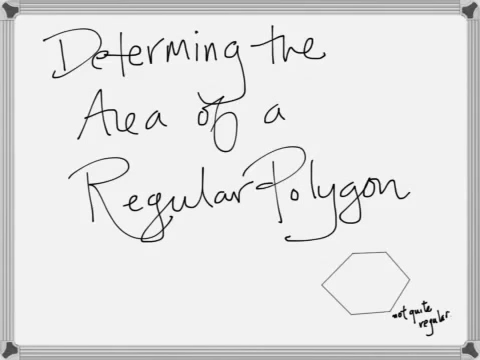 Determing the
Area of a
Regular Polygon
not quite
regular.